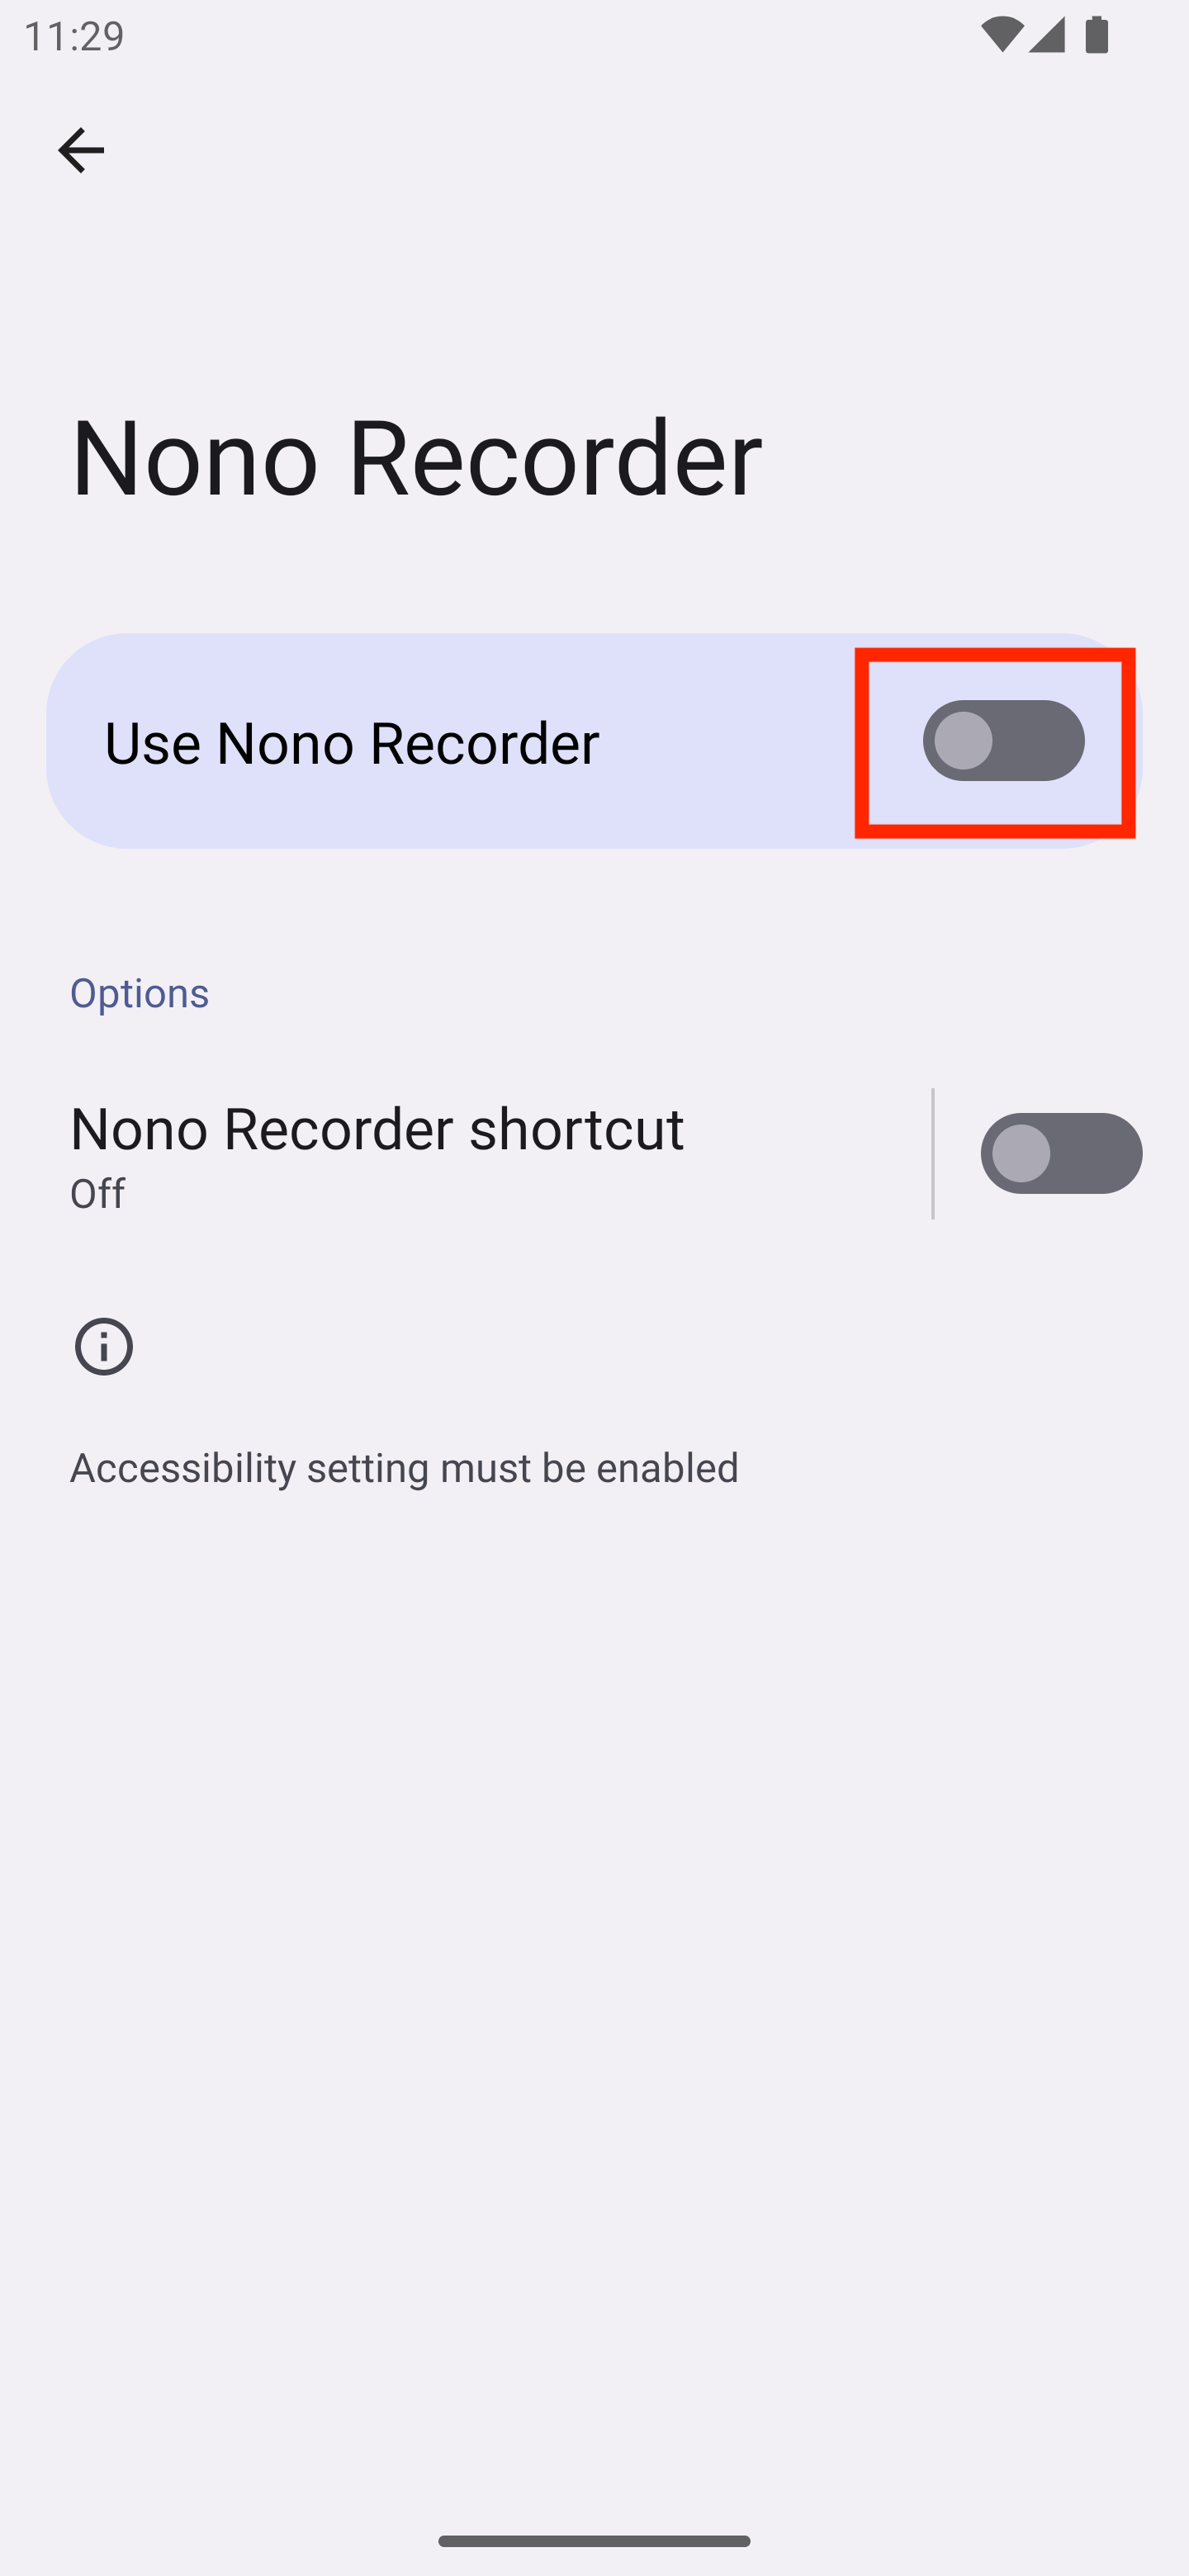 11:29
Nono Recorder
Use Nono Recorder
Options
Nono Recorder shortcut
Off
Accessibility setting must be enabled